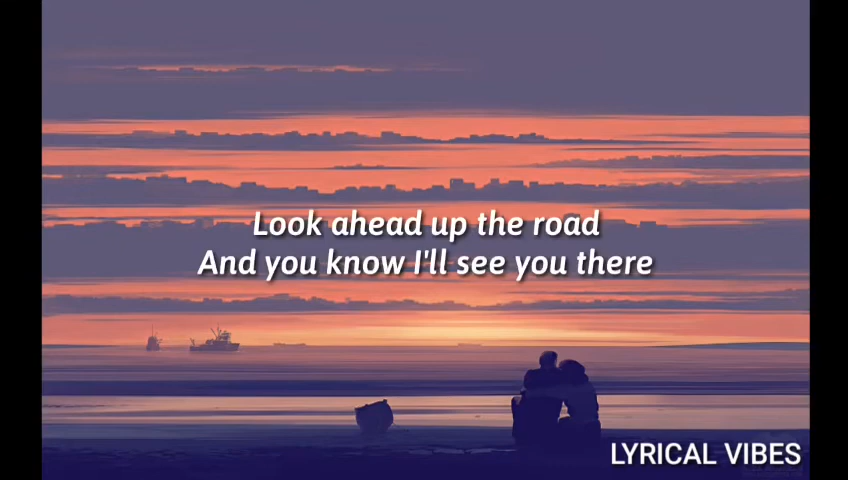 Look ahead up the road
And you know I'll see you there
LYRICAL VIBES